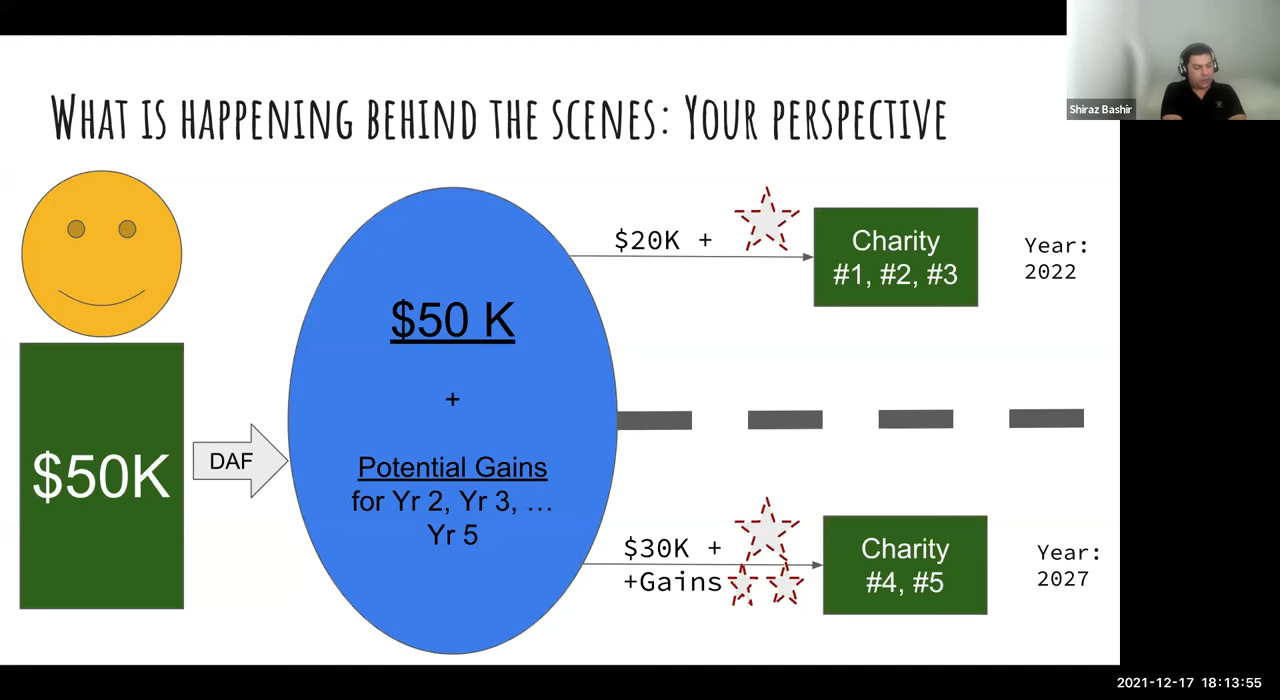 Shiraz Bashir
What is happening behind the scenes: Your perspective
$50K
DAF
$50 K
+
Potential Gains
for Yr 2, Yr 3, …
Yr 5
$20K +
Charity
#1, #2, #3
Year:
2022
$30K +
+Gains
Charity
#4, #5
Year:
2027
2021-12-17 18:13:55